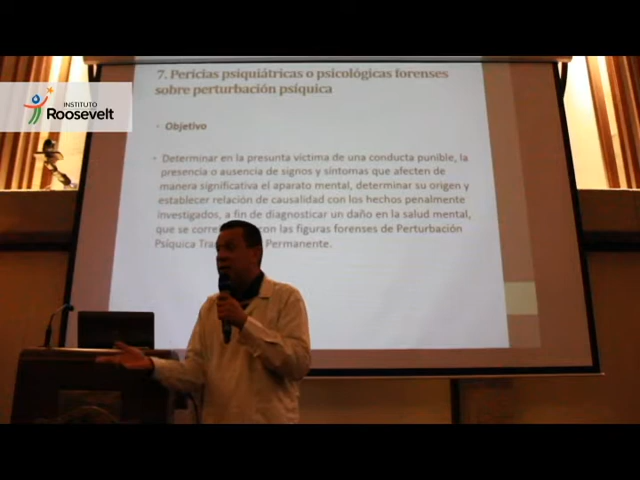 INSTITUTO
Roosevelt
7. Pericias psiquiátricas o psicológicas forenses
sobre perturbación psíquica
• Objetivo
• Determinar en la presunta víctima de una conducta punible, la
presencia o ausencia de signos y síntomas que afecten de
manera significativa el aparato mental, determinar su origen y
establecer relación de causalidad con los hechos penalmente
investigados, a fin de diagnosticar un daño en la salud mental,
que se con las figuras forenses de Perturbación
Psíquica Permanente.